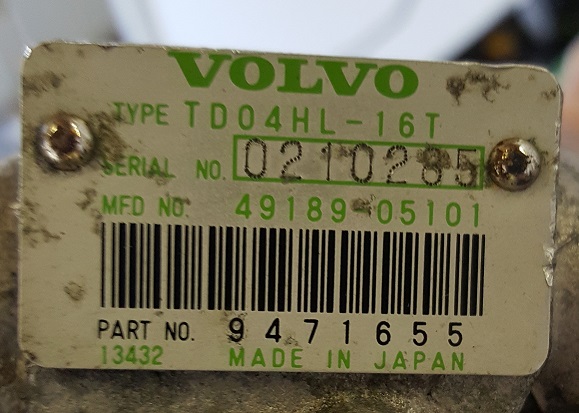 VOLVO
TYPE TD04HL-16T
SERIAL NO. 0210285
MFD NO. 49189-05101
PART NO. 9471655
13432 MADE IN JAPAN